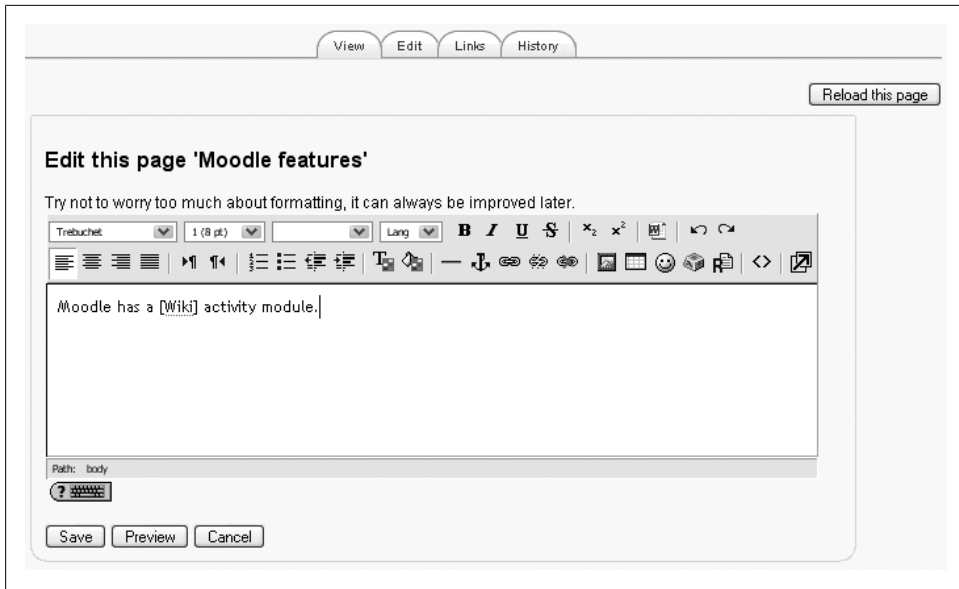 View Edit Links History
Reload this page
Edit this page 'Moodle features'
Try not to worry too much about formatting, it can always be improved later.
Trebuchet 1 (8 pt) Lang B I U S x₂ x²
Moodle has a [Wiki] activity module.
Path: body
?
Save Preview Cancel